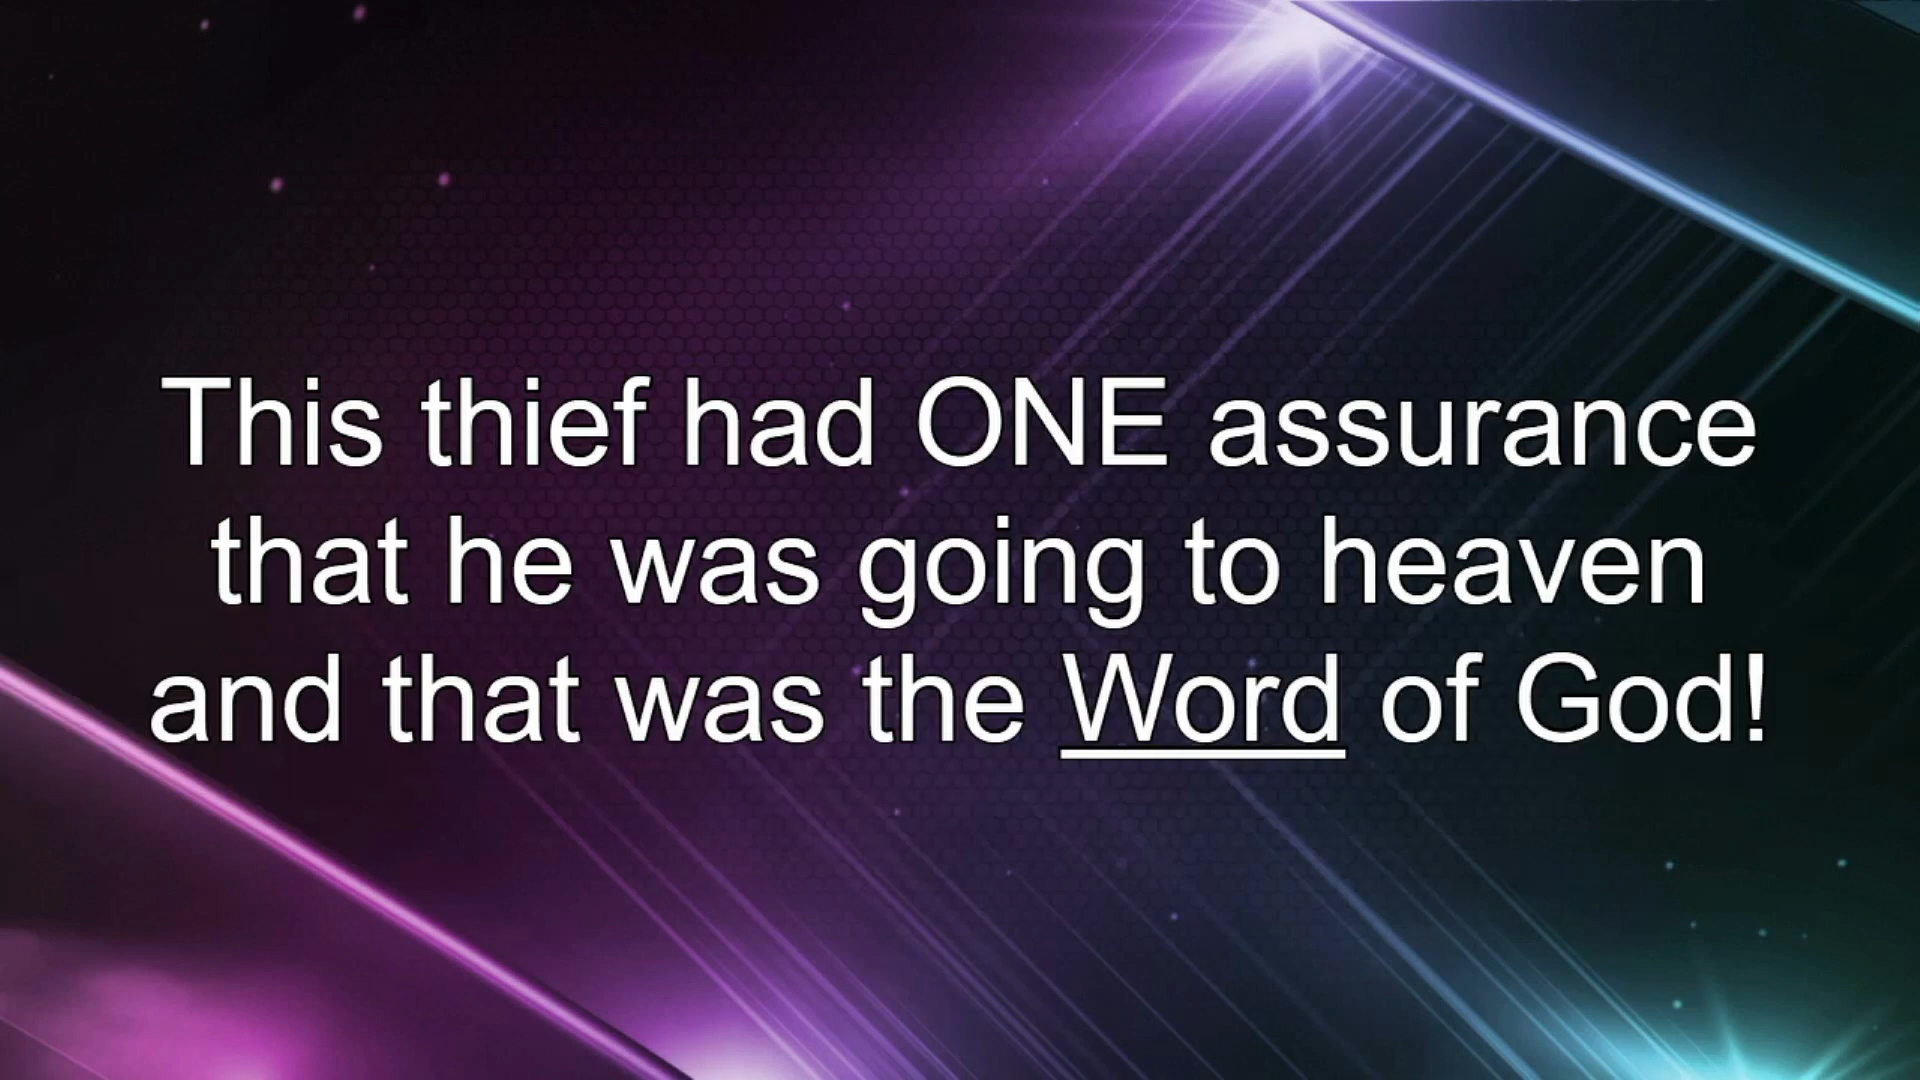 This thief had ONE assurance
that he was going to heaven
and that was the Word of God!